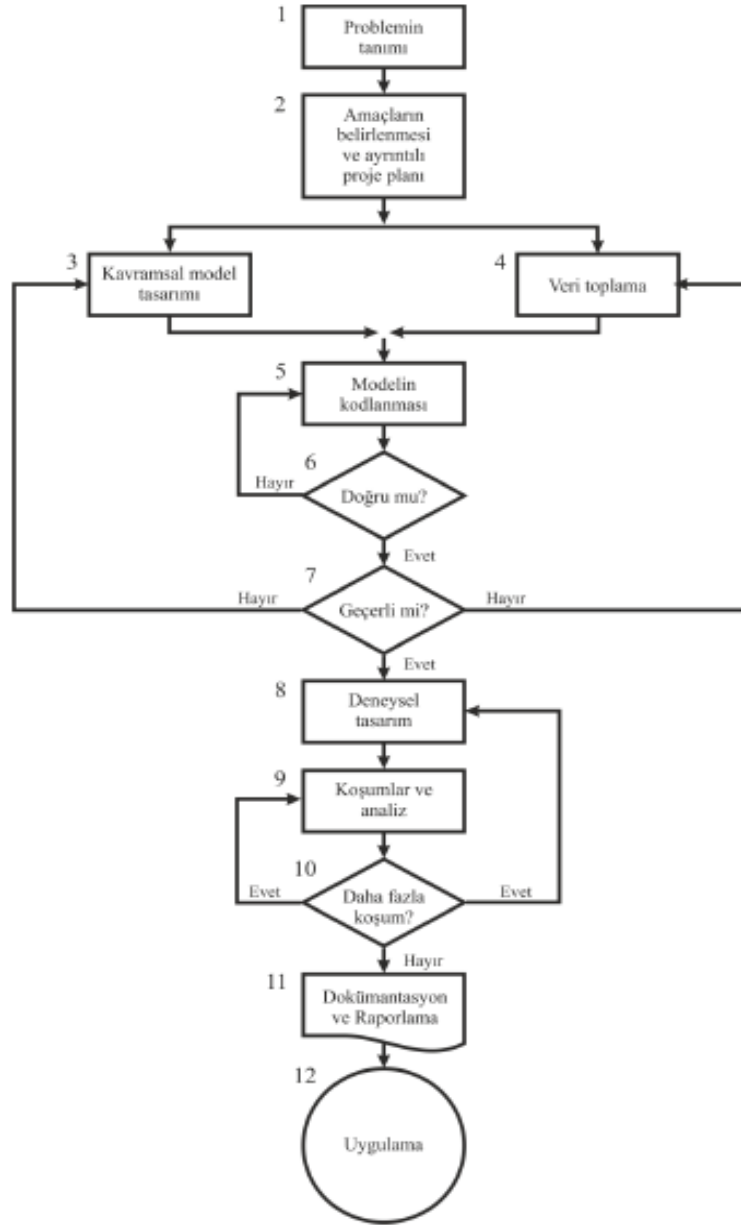 1
Problemin
tanımı
2
Amaçların
belirlenmesi
ve ayrıntılı
proje planı
3
Kavramsal model
tasarımı
4
Veri toplama
5
Modelin
kodlanması
6
Hayır
Doğru mu?
Evet
7
Hayır
Geçerli mi?
Hayır
Evet
8
Deneysel
tasarım
9
Koşumlar ve
analiz
10
Evet
Daha fazla
koşum?
Evet
Hayır
11
Dokümantasyon
ve Raporlama
12
Uygulama